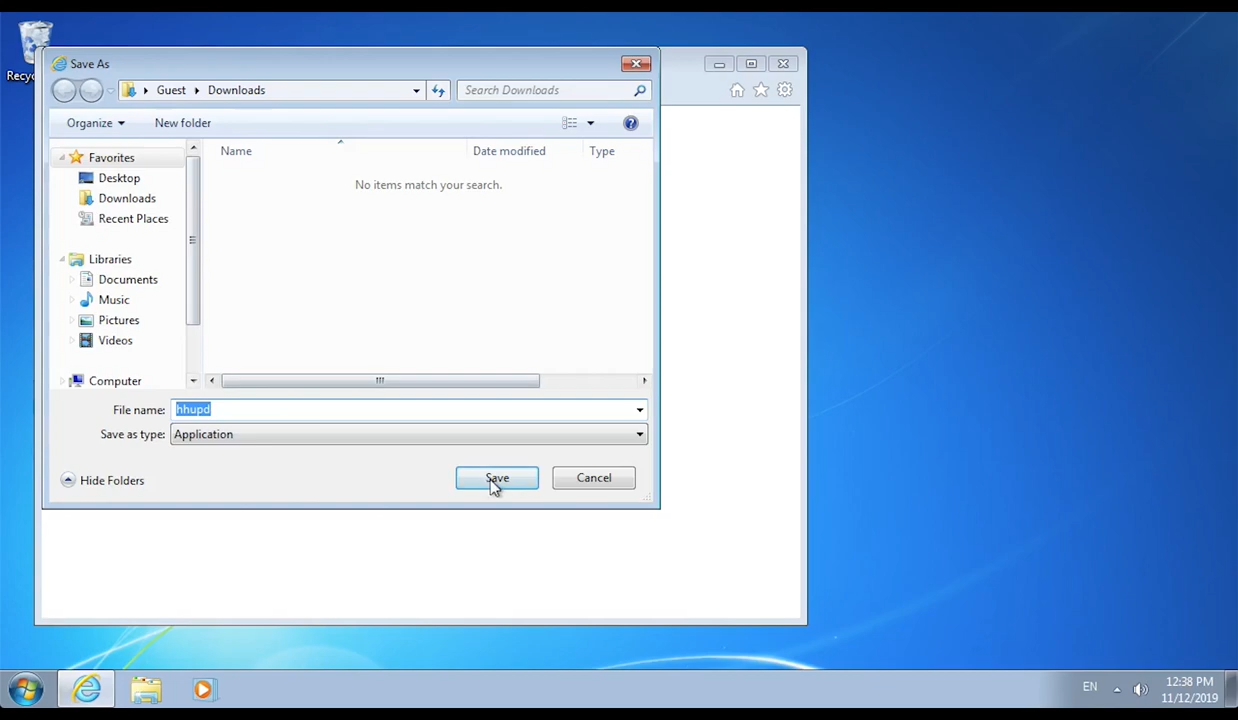 Recyc
Save As
Guest
Downloads
Search Downloads
Organize
New folder
Name
Date modified
Type
No items match your search.
Favorites
Desktop
Downloads
Recent Places
Libraries
Documents
Music
Pictures
Videos
Computer
File name:
hhupd
Save as type:
Application
Hide Folders
Save
Cancel
EN
12:38 PM
11/12/2019